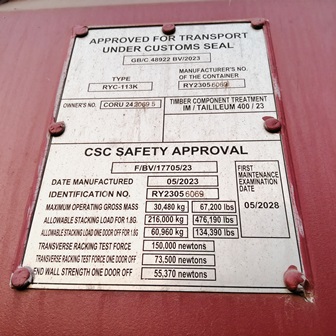 APPROVED FOR TRANSPORT
UNDER CUSTOMS SEAL
GB/C 48922 BV/2023
TYPE
RYC-113K
MANUFACTURER'S NO.
OF THE CONTAINER
RY23056069
OWNER'S NO. CORU 242069 5
TIMBER COMPONENT TREATMENT
IM / TAILILEUM 400 / 23
CSC SAFETY APPROVAL
F/BV/17705/23
DATE MANUFACTURED 05/2023
IDENTIFICATION NO. RY23056069
MAXIMUM OPERATING GROSS MASS 30,480 kg 67,200 lbs
ALLOWABLE STACKING LOAD FOR 1.8G. 216,000 kg 476,190 lbs
ALLOWABLE STACKING LOAD ONE DOOR OFF FOR 1.8G 60,960 kg 134,390 lbs
TRANSVERSE RACKING TEST FORCE 150,000 newtons
TRANSVERSE RACKING TEST FORCE ONE DOOR OFF 73,500 newtons
END WALL STRENGTH ONE DOOR OFF 55,370 newtons
FIRST
MAINTENANCE
EXAMINATION
DATE
05/2028